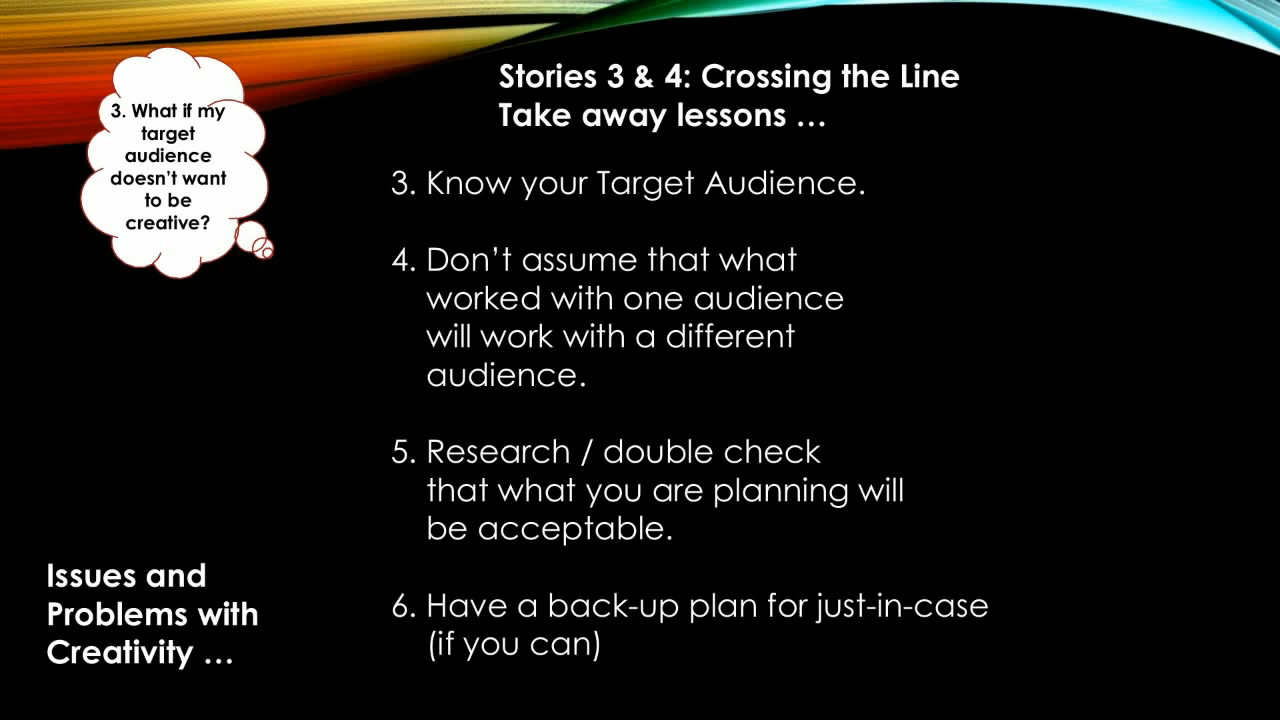 3. What if my
target
audience
doesn't want
to be
creative?
Stories 3 & 4: Crossing the Line
Take away lessons …
3. Know your Target Audience.
4. Don't assume that what
worked with one audience
will work with a different
audience.
5. Research / double check
that what you are planning will
be acceptable.
6. Have a back-up plan for just-in-case
(if you can)
Issues and
Problems with
Creativity …